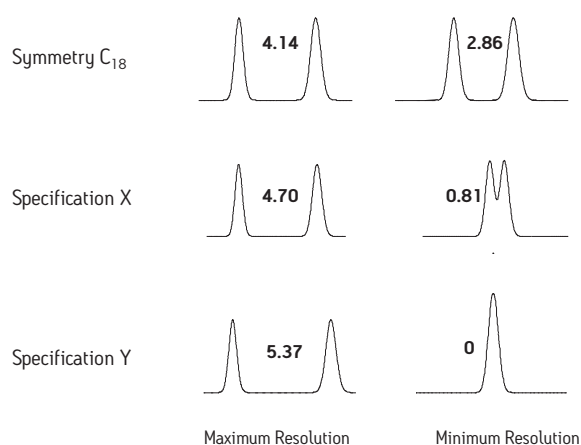 Symmetry C₁₈ 4.14 2.86
Specification X 4.70 0.81
Specification Y 5.37 0
Maximum Resolution Minimum Resolution